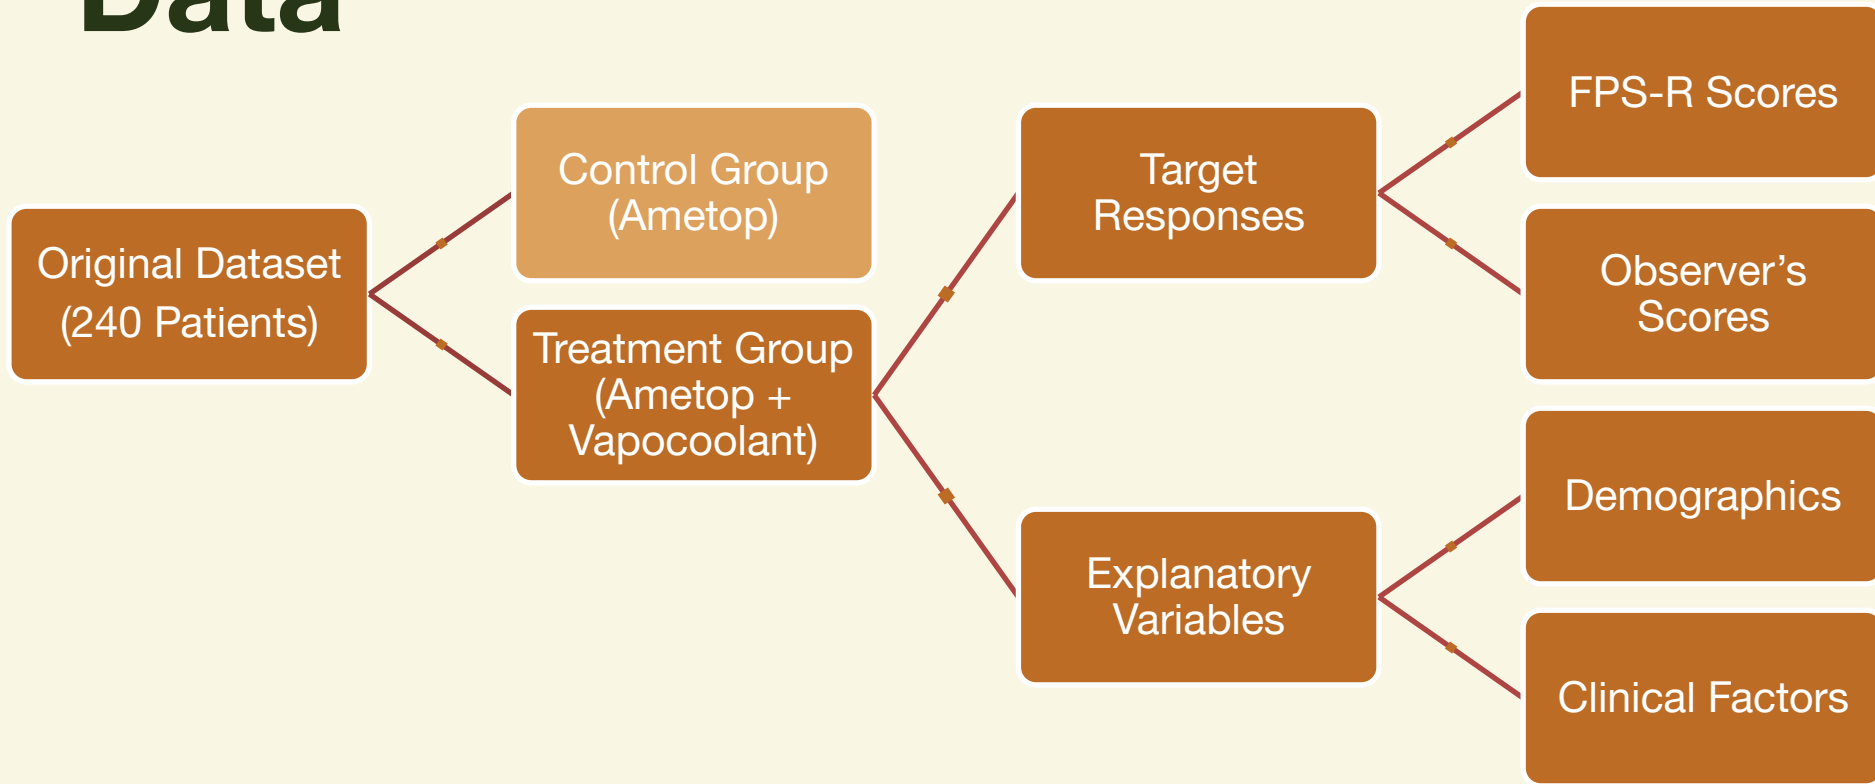 Data
Original Dataset
(240 Patients)
Control Group
(Ametop)
Treatment Group
(Ametop +
Vapocoolant)
Target
Responses
Explanatory
Variables
FPS-R Scores
Observer’s
Scores
Demographics
Clinical Factors